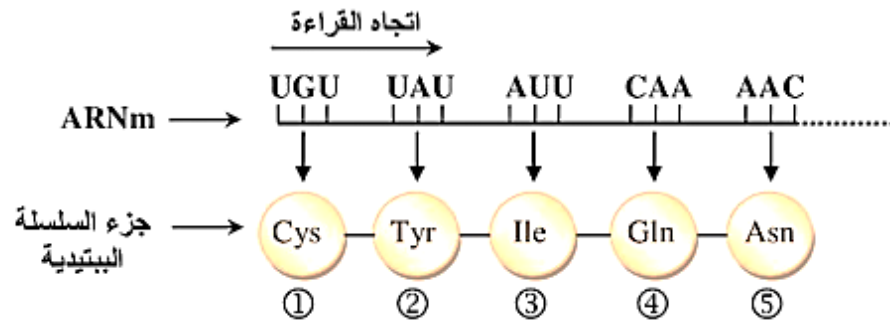 اتجاه القراءة
UGU UAU AUU CAA AAC
ARNm
جزء السلسلة
الببتيدية
Cys Tyr Ile Gln Asn
① ② ③ ④ ⑤